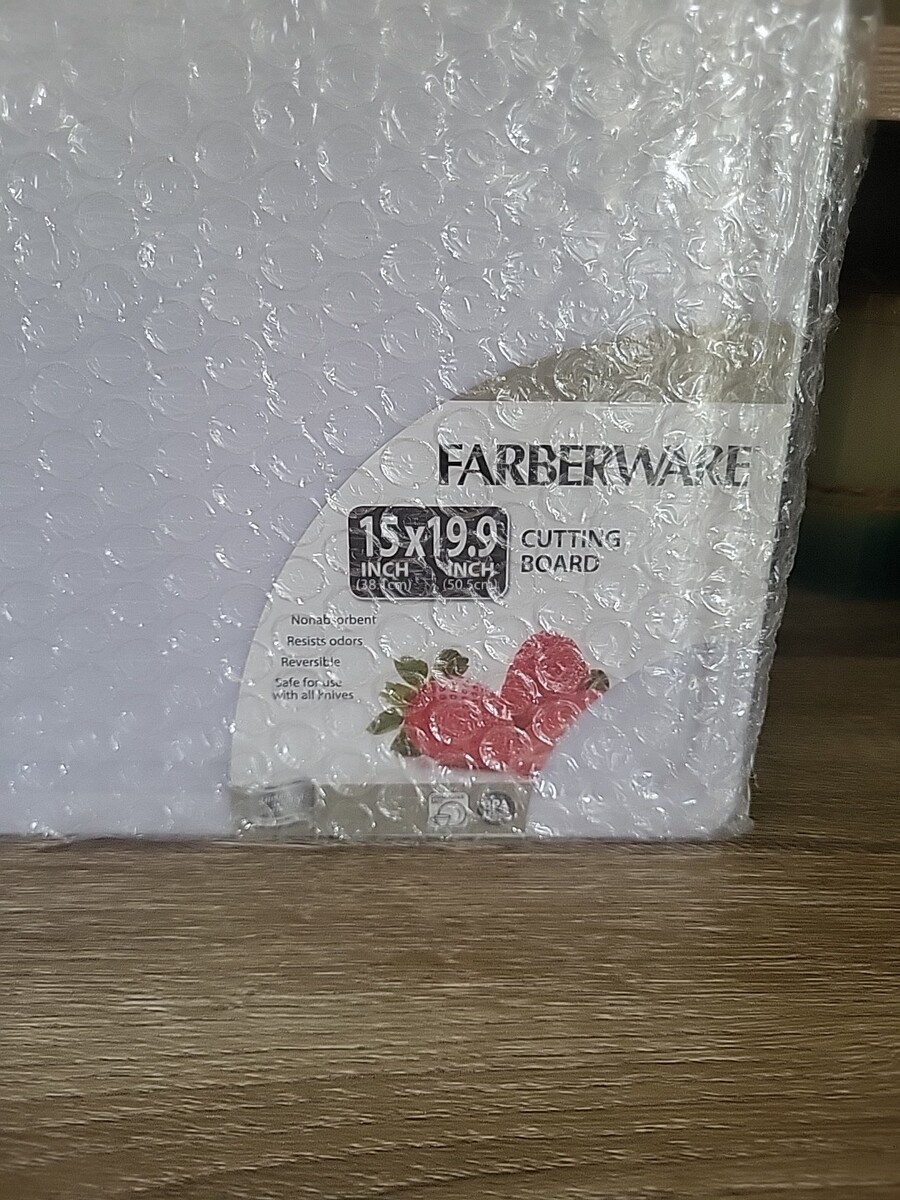 FARBERWARE
15x19.9
INCH INCH
(38.1cm) (50.5cm)
CUTTING
BOARD
Nonabsorbent
Resists odors
Reversible
Safe for use
with all knives